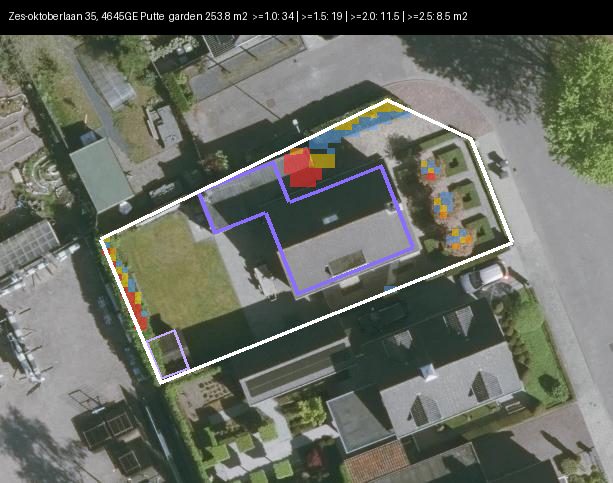 Zes-oktoberlaan 35, 4645GE Putte garden 253.8 m2 >=1.0: 34 | >=1.5: 19 | >=2.0: 11.5 | >=2.5: 8.5 m2